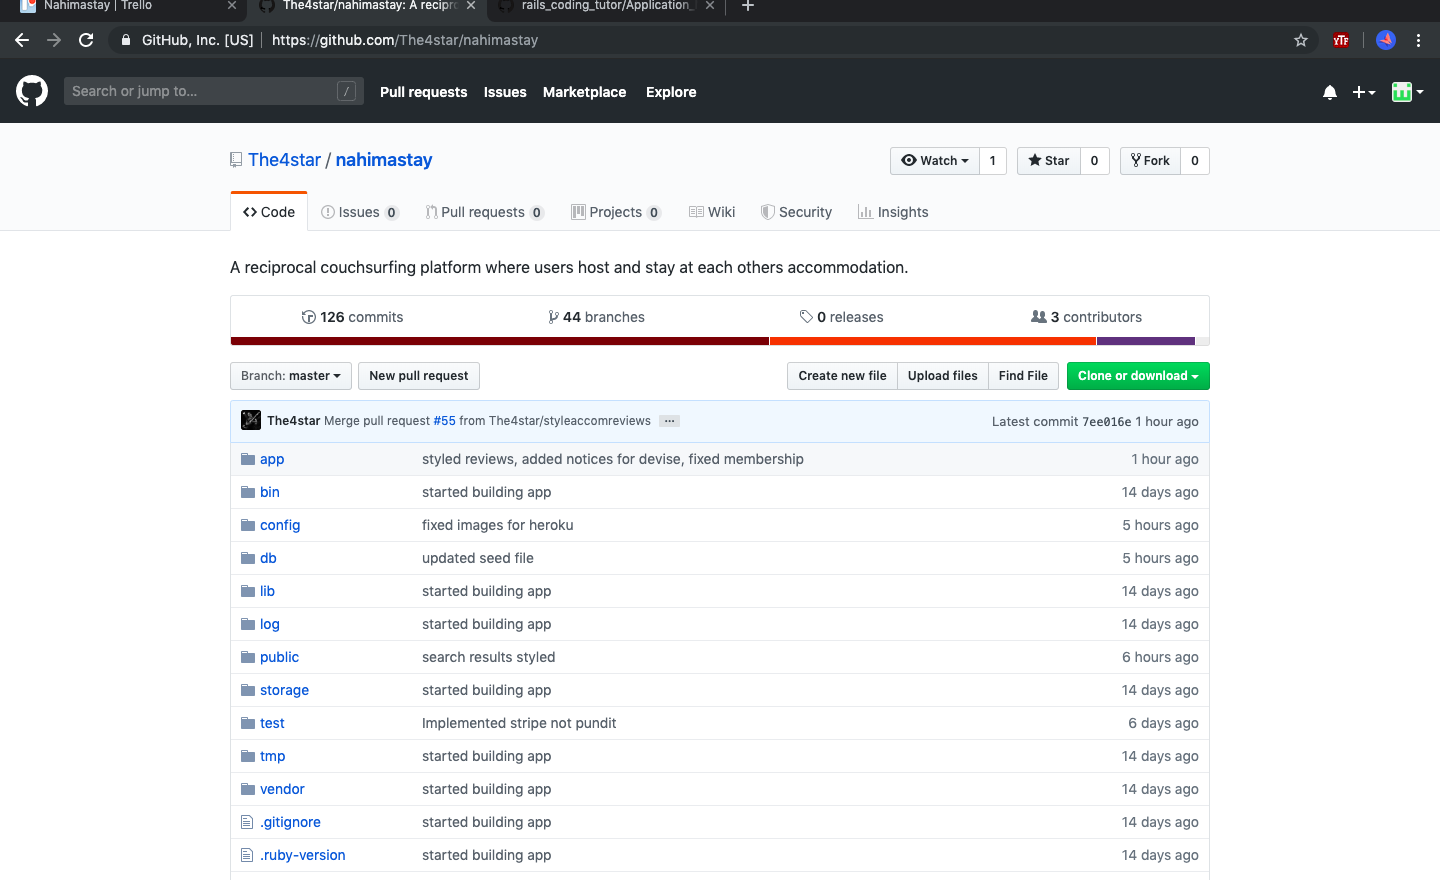 Nahimastay | Trello
The4star/nahimastay: A recipro
rails_coding_tutor/Application_
GitHub, Inc. [US] | https://github.com/The4star/nahimastay
YTF
Search or jump to... /
Pull requests Issues Marketplace Explore
The4star / nahimastay
Watch 1 Star 0 Fork 0
Code Issues 0 Pull requests 0 Projects 0 Wiki Security Insights
A reciprocal couchsurfing platform where users host and stay at each others accommodation.
126 commits 44 branches 0 releases 3 contributors
Branch: master New pull request Create new file Upload files Find File Clone or download
The4star Merge pull request #55 from The4star/styleaccomreviews ... Latest commit 7ee016e 1 hour ago
app styled reviews, added notices for devise, fixed membership 1 hour ago
bin started building app 14 days ago
config fixed images for heroku 5 hours ago
db updated seed file 5 hours ago
lib started building app 14 days ago
log started building app 14 days ago
public search results styled 6 hours ago
storage started building app 14 days ago
test Implemented stripe not pundit 6 days ago
tmp started building app 14 days ago
vendor started building app 14 days ago
.gitignore started building app 14 days ago
.ruby-version started building app 14 days ago